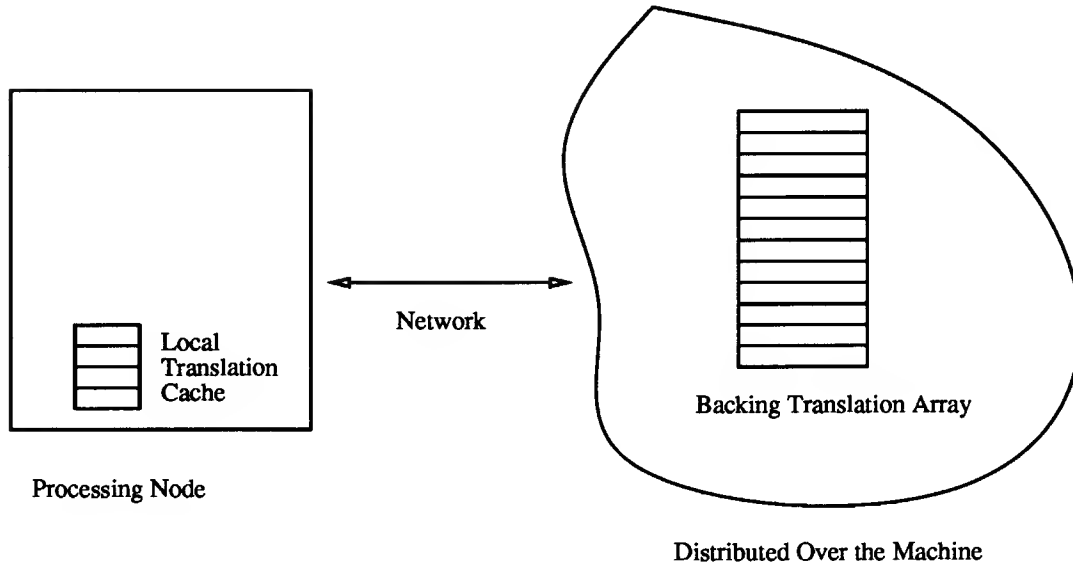 Local
Translation
Cache
Processing Node
Network
Backing Translation Array
Distributed Over the Machine